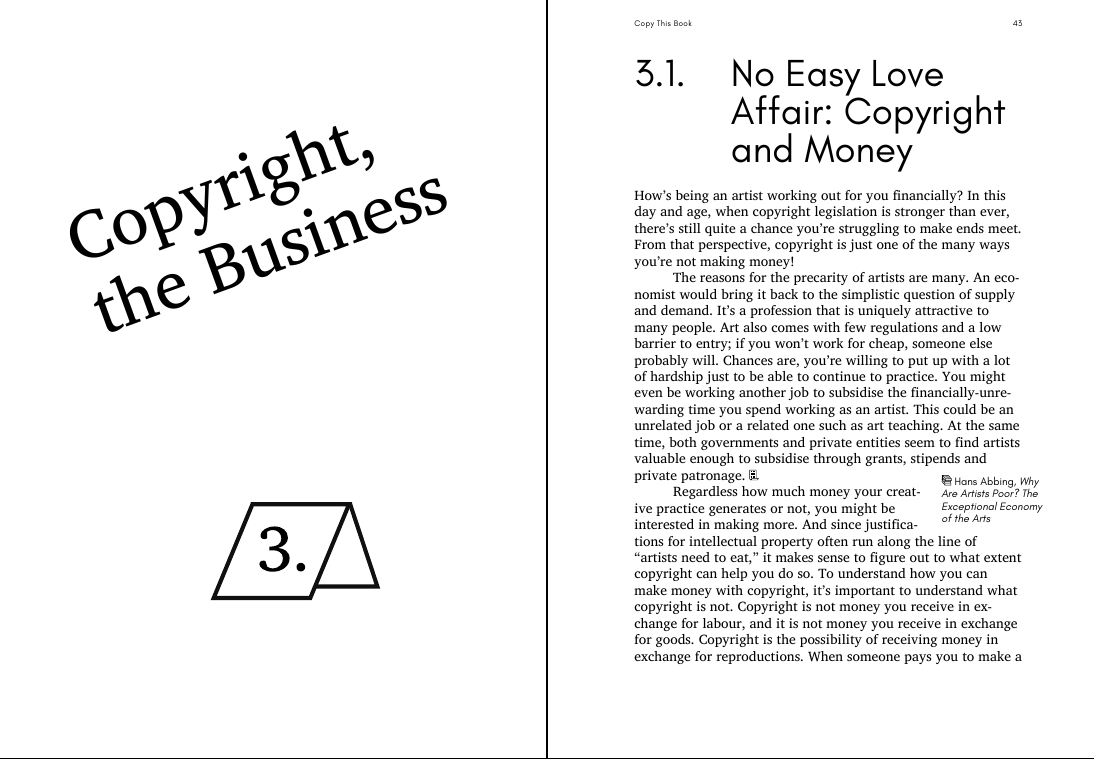 Copyright,
the Business
3.
Copy This Book
43
3.1. No Easy Love
Affair: Copyright
and Money
How’s being an artist working out for you financially? In this
day and age, when copyright legislation is stronger than ever,
there’s still quite a chance you’re struggling to make ends meet.
From that perspective, copyright is just one of the many ways
you’re not making money!
The reasons for the precarity of artists are many. An eco-
nomist would bring it back to the simplistic question of supply
and demand. It’s a profession that is uniquely attractive to
many people. Art also comes with few regulations and a low
barrier to entry; if you won’t work for cheap, someone else
probably will. Chances are, you’re willing to put up with a lot
of hardship just to be able to continue to practice. You might
even be working another job to subsidise the financially-unre-
warding time you spend working as an artist. This could be an
unrelated job or a related one such as art teaching. At the same
time, both governments and private entities seem to find artists
valuable enough to subsidise through grants, stipends and
private patronage.
Hans Abbing, Why
Are Artists Poor? The
Exceptional Economy
of the Arts
Regardless how much money your creat-
ive practice generates or not, you might be
interested in making more. And since justifica-
tions for intellectual property often run along the line of
“artists need to eat,” it makes sense to figure out to what extent
copyright can help you do so. To understand how you can
make money with copyright, it’s important to understand what
copyright is not. Copyright is not money you receive in ex-
change for labour, and it is not money you receive in exchange
for goods. Copyright is the possibility of receiving money in
exchange for reproductions. When someone pays you to make a